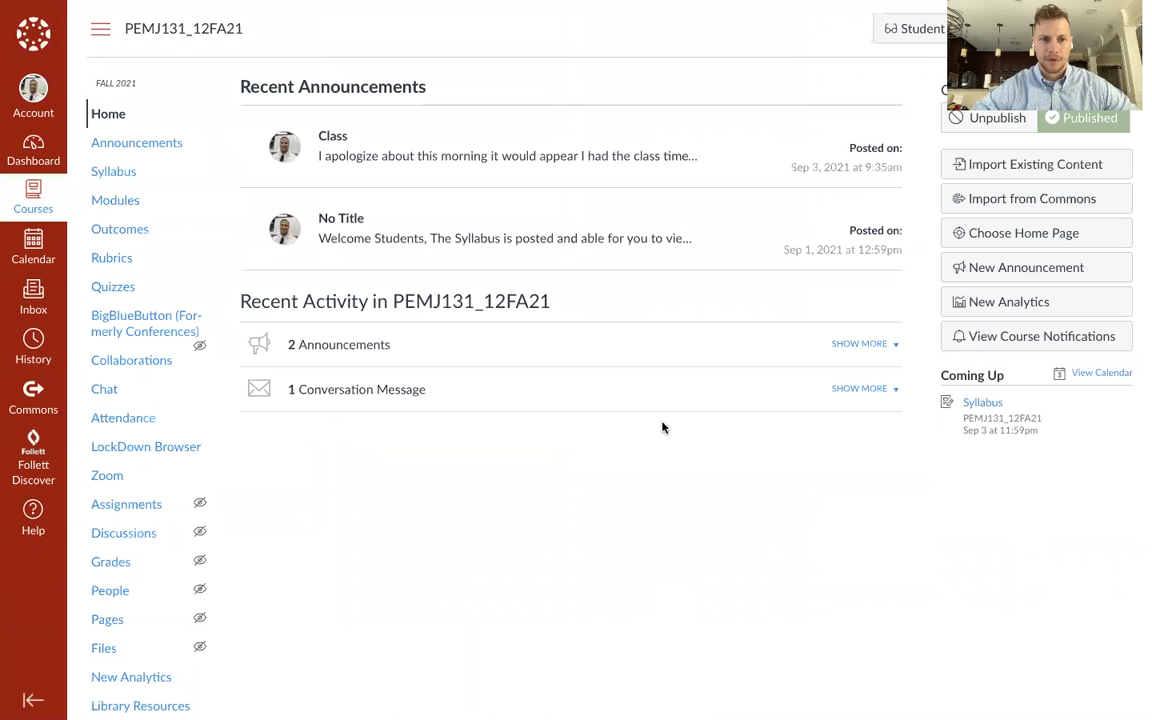 PEMJ131_12FA21
Student
Account
Dashboard
Courses
Calendar
Inbox
History
Commons
Follett
Follett
Discover
Help
FALL 2021
Home
Announcements
Syllabus
Modules
Outcomes
Rubrics
Quizzes
BigBlueButton (For-
merly Conferences)
Collaborations
Chat
Attendance
LockDown Browser
Zoom
Assignments
Discussions
Grades
People
Pages
Files
New Analytics
Library Resources
Recent Announcements
Class
I apologize about this morning it would appear I had the class time...
Posted on:
Sep 3, 2021 at 9:35am
No Title
Welcome Students, The Syllabus is posted and able for you to vie...
Posted on:
Sep 1, 2021 at 12:59pm
Recent Activity in PEMJ131_12FA21
2 Announcements
SHOW MORE
1 Conversation Message
SHOW MORE
Unpublish
Published
Import Existing Content
Import from Commons
Choose Home Page
New Announcement
New Analytics
View Course Notifications
Coming Up
View Calendar
Syllabus
PEMJ131_12FA21
Sep 3 at 11:59pm